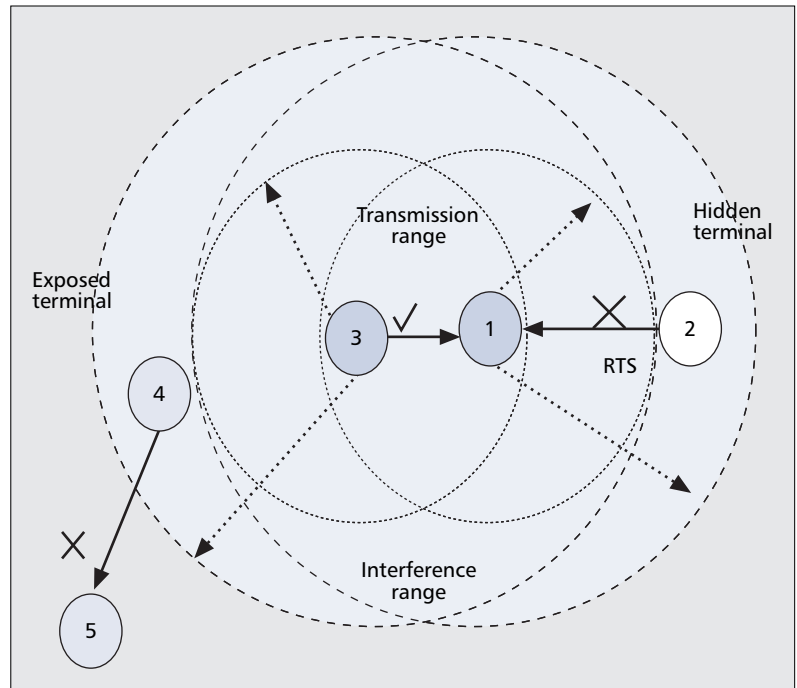 Transmission
range
Hidden
terminal
Exposed
terminal
3
1
2
RTS
4
5
Interference
range